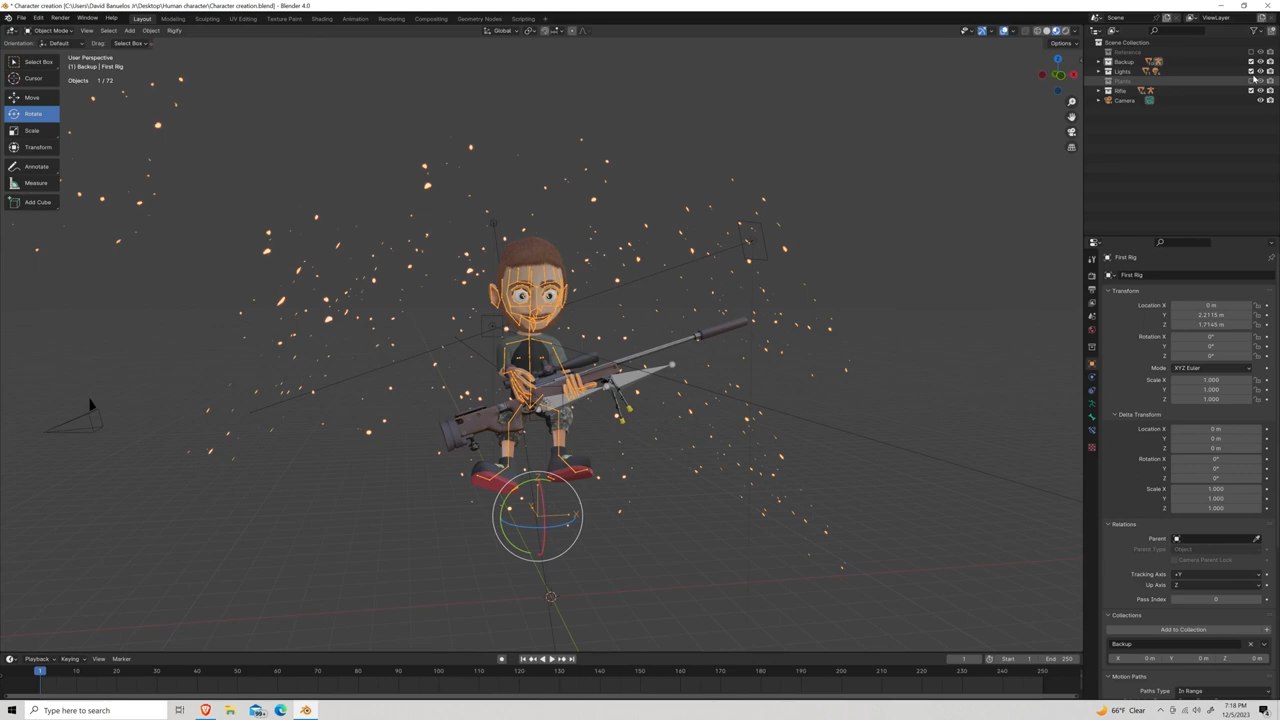 * Character creation [C:\Users\David Banuelos Jr\Desktop\Human character\Character creation.blend] - Blender 4.0
File Edit Render Window Help Layout Modeling Sculpting UV Editing Texture Paint Shading Animation Rendering Compositing Geometry Nodes Scripting Scene ViewLayer
Object Mode View Select Add Object Rigify Global
Orientation: Default Drag: Select Box Options
Scene Collection
Reference
Backup
Lights
Plants
Rifle
Camera
User Perspective
(1) Backup | First Rig
Objects 1 / 72
Select Box
Cursor
Move
Rotate
Scale
Transform
Annotate
Measure
Add Cube
First Rig
First Rig
Transform
Location X 0 m
Y 2.2115 m
Z 1.7145 m
Rotation X 0°
Y 0°
Z 0°
Mode XYZ Euler
Scale X 1.000
Y 1.000
Z 1.000
Delta Transform
Location X 0 m
Y 0 m
Z 0 m
Rotation X 0°
Y 0°
Z 0°
Scale X 1.000
Y 1.000
Z 1.000
Relations
Parent
Parent Type Object
Camera Parent Lock
Tracking Axis +Y
Up Axis Z
Pass Index 0
Collections
Add to Collection
Backup
X 0 m Y 0 m Z 0 m
Motion Paths
Paths Type In Range
Playback Keying View Marker 1 Start 1 End 250
1 10 20 30 40 50 60 70 80 90 100 110 120 130 140 150 160 170 180 190 200 210 220 230 240 250
Type here to search 99+ 66°F Clear 7:18 PM
12/5/2023